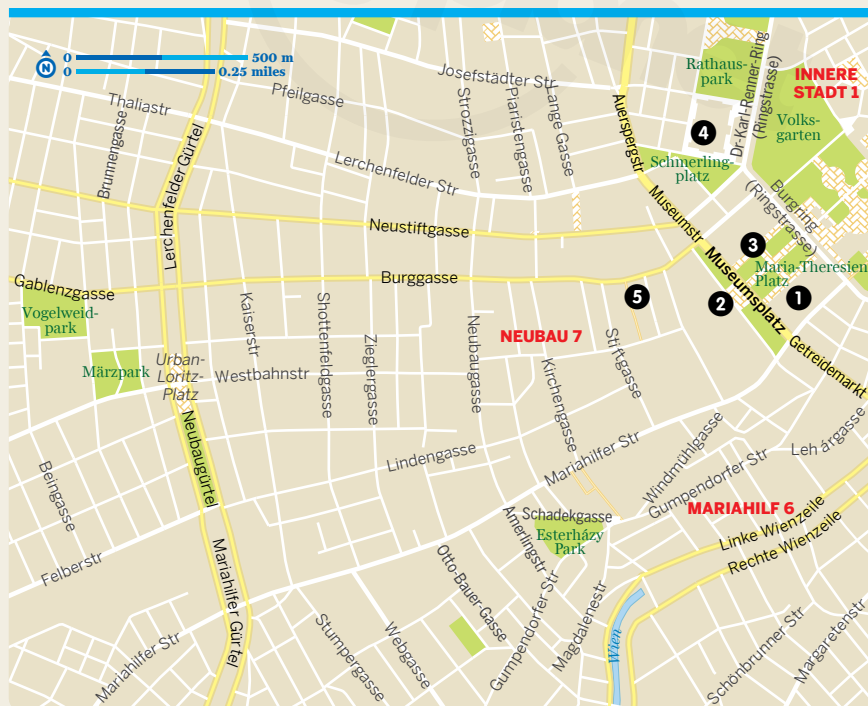 N
0
500 m
0
0.25 miles
Josefstädter Str
Rathaus-
park
INNERE
STADT 1
Dr-Karl-Renner-Ring
(Ringstrasse)
Volks-
garten
Thaliastr
Pfeilgasse
Strozzigasse
Piaristengasse
Lange Gasse
Auerspergstr
4
Schmerling-
platz
Brunnengasse
Lerchenfelder Gürtel
Lerchenfelder Str
Museumstr
Burgring
(Ringstrasse)
Neustiftgasse
3
Museumsplatz
Maria-Theresien
Platz
1
2
Gablenzgasse
Burggasse
5
Vogelweid-
park
Kaiserstr
Shottenfeldgasse
Zieglergasse
Neubaugasse
NEUBAU 7
Stiftgasse
Getreidemarkt
Märzpark
Urban-
Loritz-
Platz
Westbahnstr
Kirchengasse
Neubaugürtel
Lindengasse
Mariahilfer Str
Windmühlgasse
Leh árgasse
Gumpendorfer Str
Beingasse
MARIAHILF 6
Schadekgasse
Esterházy
Park
Amerlingstr
Linke Wienzeile
Rechte Wienzeile
Felberstr
Mariahilfer Gürtel
Otto-Bauer-Gasse
Gumpendorfer Str
Magdalenestr
Wien
Mariahilfer Str
Stumpergasse
Webgasse
Schönbrunner Str
Margaretenstr